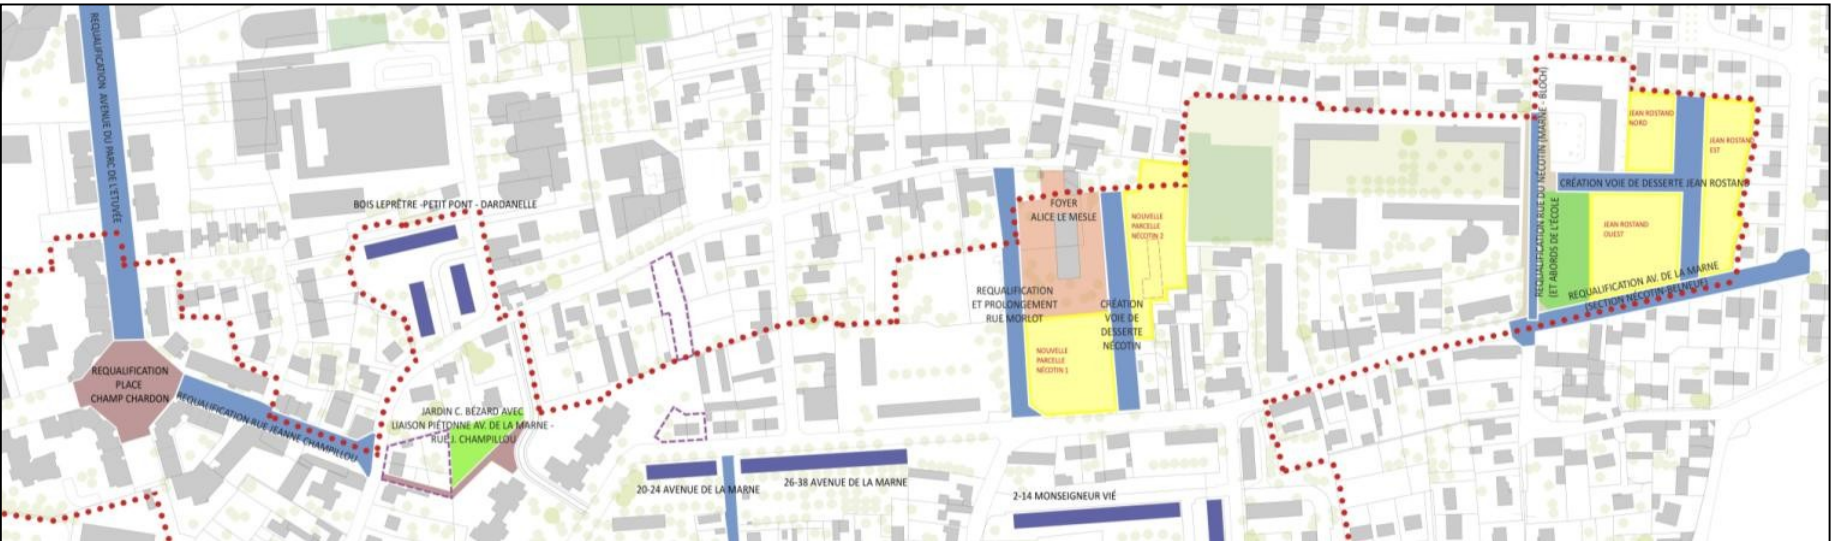 REQUALIFICATION AVENUE DU PARC DE L'ETUVÉE
BOIS LEPRÊTRE -PETIT PONT - DARDANELLE
REQUALIFICATION
PLACE
CHAMP CHARDON
REQUALIFICATION RUE JEANNE CHAMPILLOU
JARDIN C. BÉZARD AVEC
LIAISON PIÉTONNE AV. DE LA MARNE -
RUE J. CHAMPILLOU
20-24 AVENUE DE LA MARNE
26-38 AVENUE DE LA MARNE
2-14 MONSEIGNEUR VIÉ
FOYER
ALICE LE MESLE
REQUALIFICATION
ET PROLONGEMENT
RUE MORLOT
NOUVELLE
PARCELLE
NÉCOTIN 1
CRÉATION
VOIE DE
DESSERTE
NÉCOTIN
NOUVELLE
PARCELLE
NÉCOTIN 2
REQUALIFICATION RUE DU NÉCOTIN (MARNE - BLOCH)
(ET ABORDS DE L'ÉCOLE
JEAN ROSTAND
NORD
JEAN ROSTAND
EST
CRÉATION VOIE DE DESSERTE JEAN ROSTAND
JEAN ROSTAND
OUEST
REQUALIFICATION AV. DE LA MARNE
(SECTION NÉCOTIN-BELNEUF)